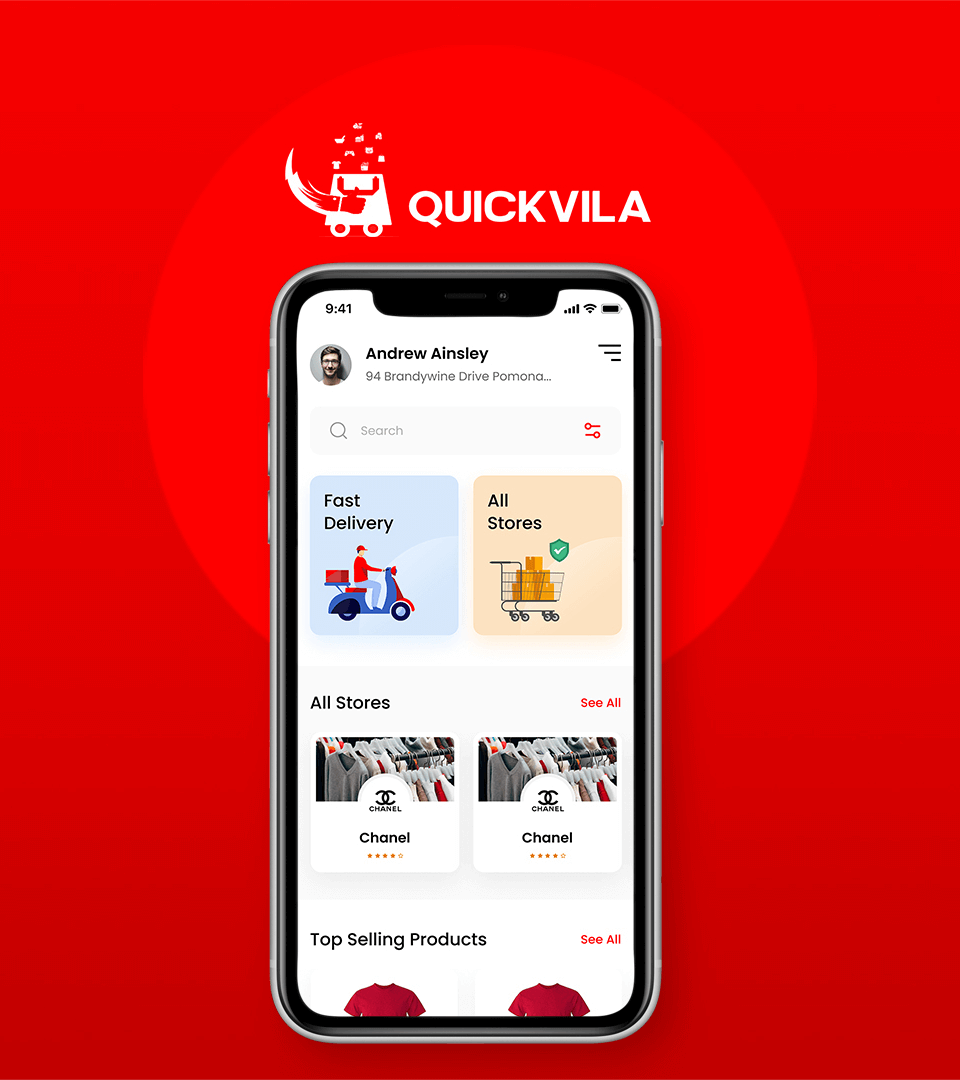 QUICKVILA
9:41
Andrew Ainsley
94 Brandywine Drive Pomona...
Search
Fast
Delivery
All
Stores
All Stores
See All
CHANEL
CHANEL
Chanel
Chanel
Top Selling Products
See All